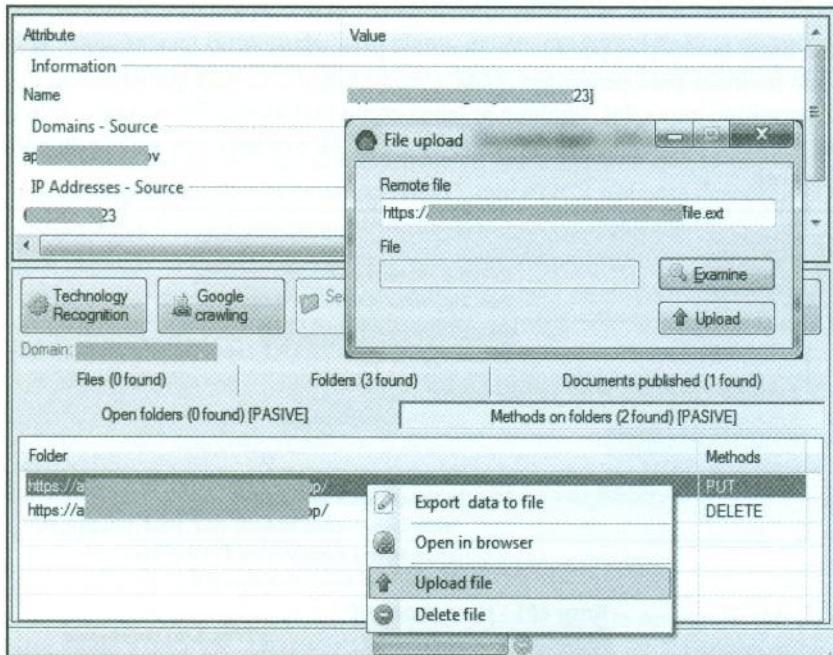 Attribute Value
Information
Name 23]
Domains - Source
ap ov
IP Addresses - Source
23
File upload
Remote file
https:/ file.ext
File
Examine
Upload
Technology Recognition
Google crawling
Se
Domain:
Files (0 found) Folders (3 found) Documents published (1 found)
Open folders (0 found) [PASIVE] Methods on folders (2 found) [PASIVE]
Folder Methods
https://a pp/ PUT
https://a pp/ DELETE
Export data to file
Open in browser
Upload file
Delete file